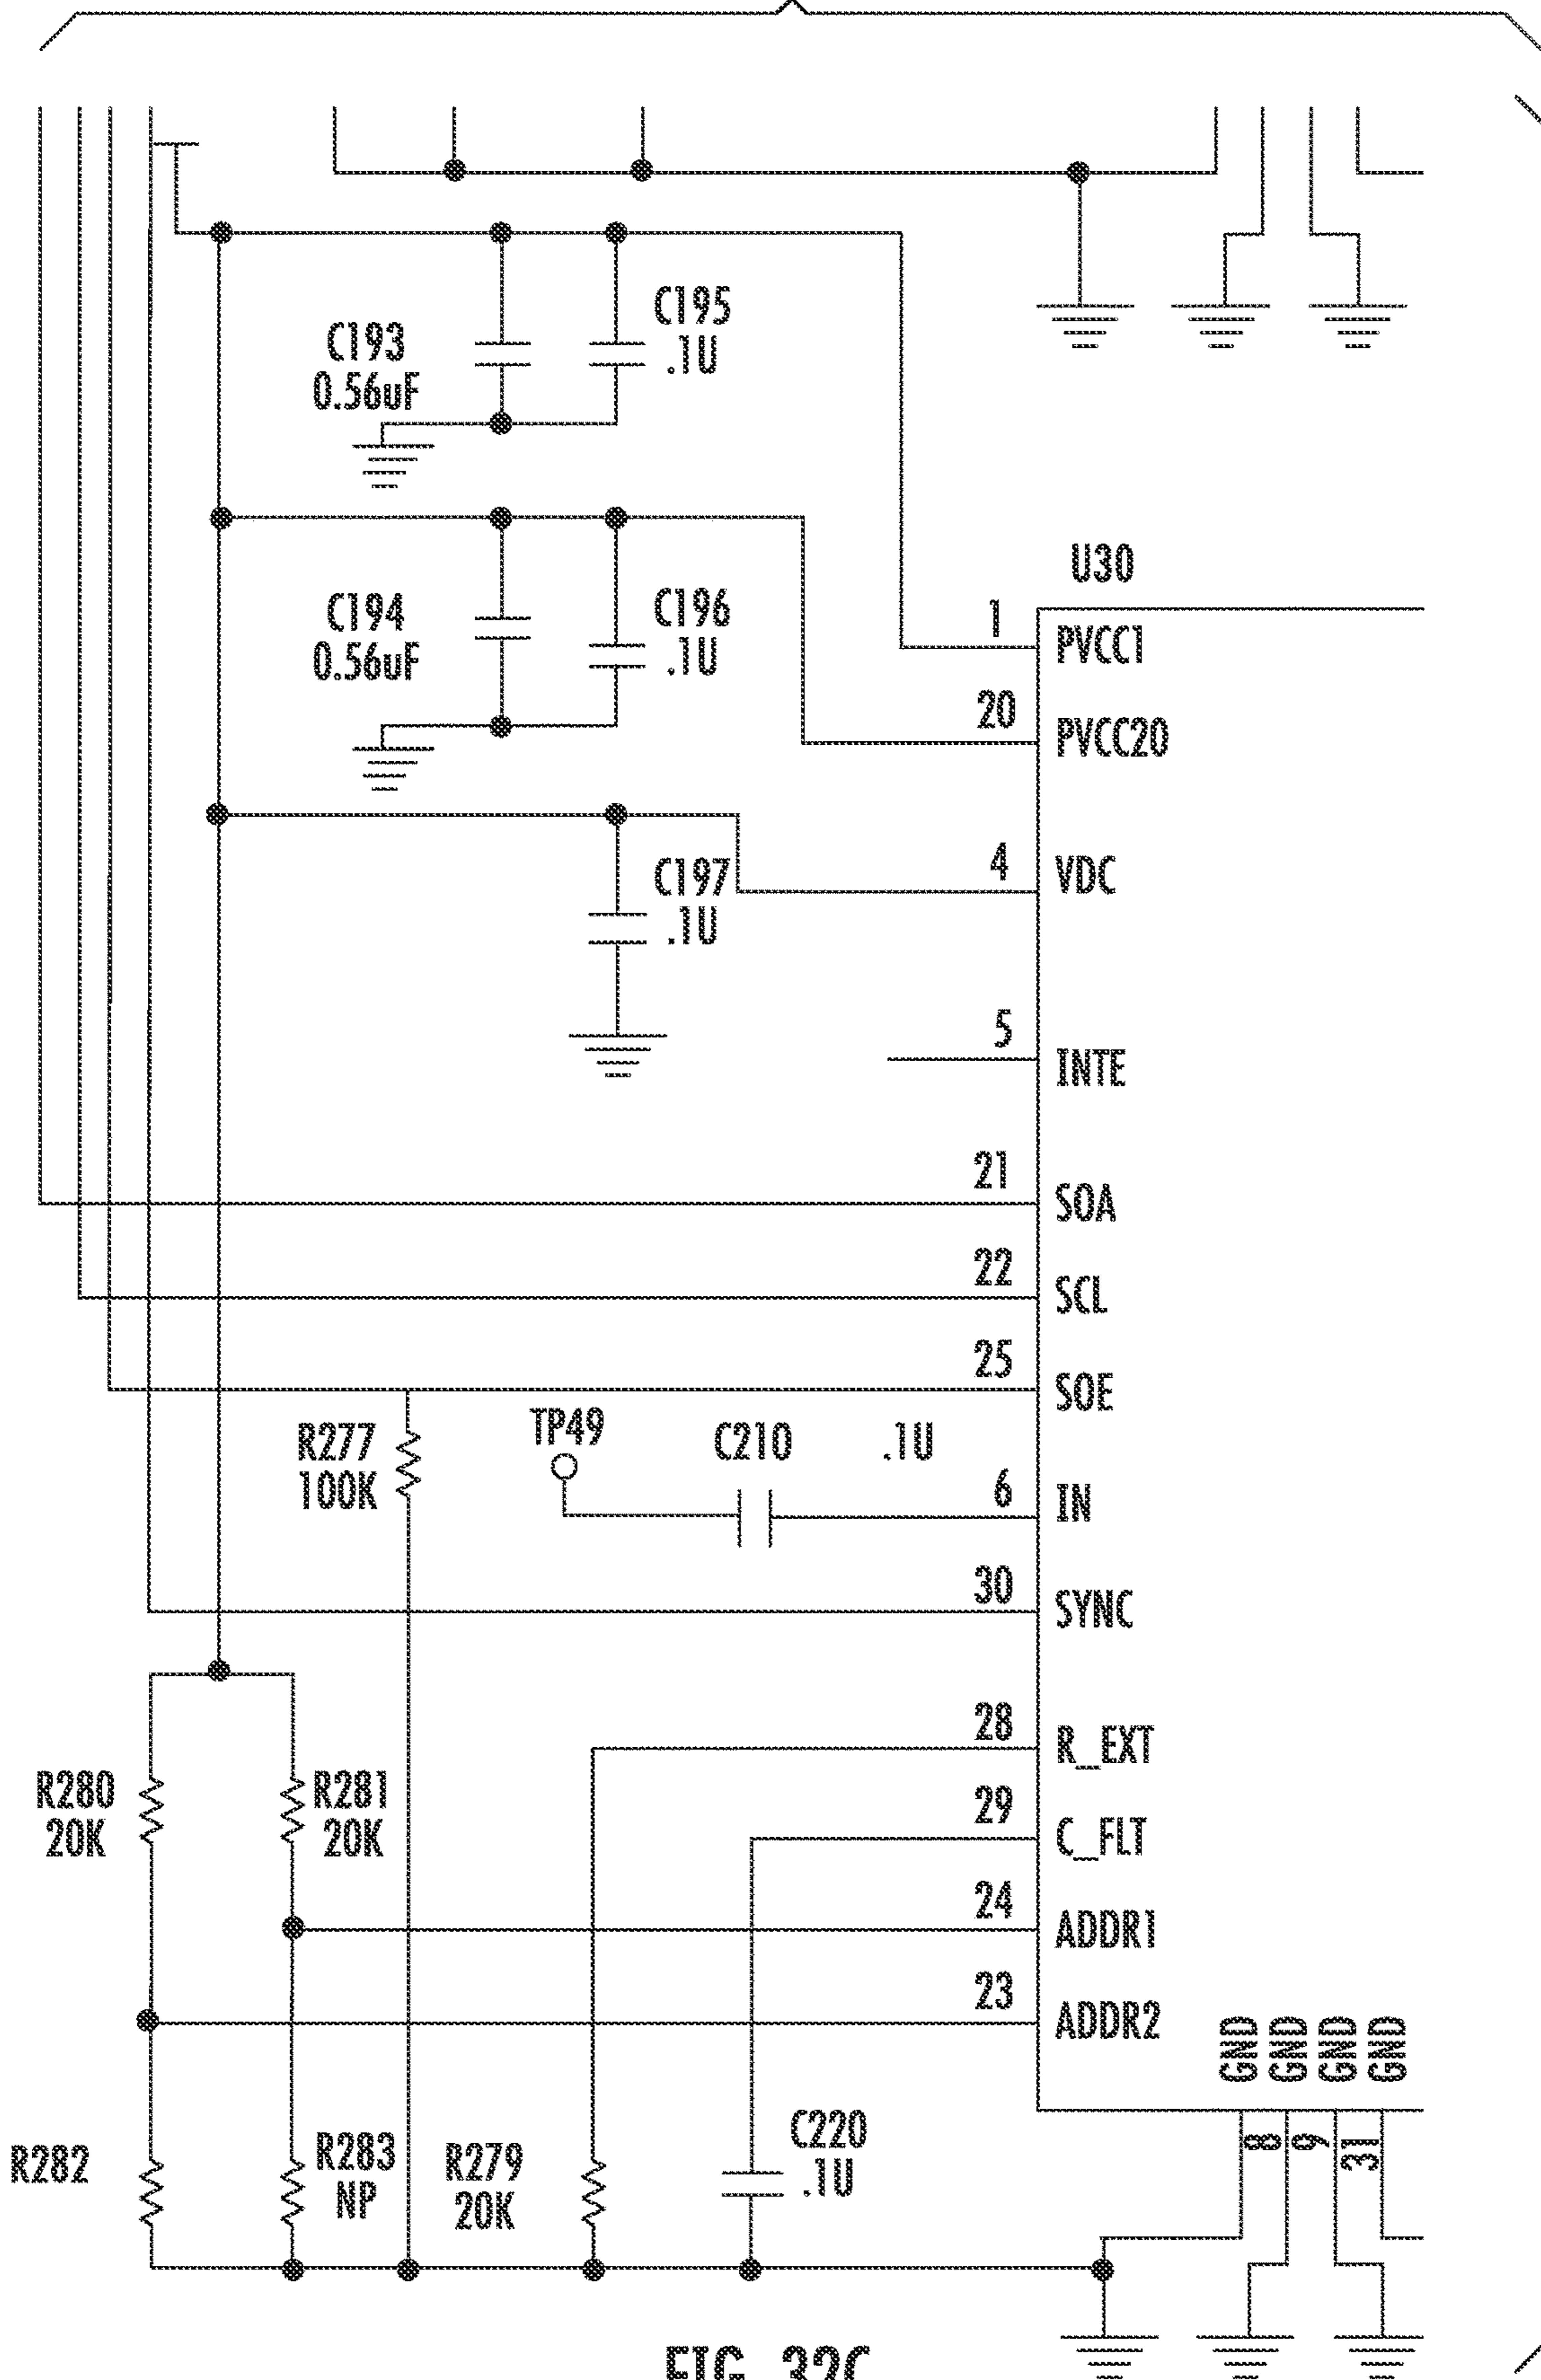 C195
.1U
C193
0.56uF
U30
C194
0.56uF
C196
.1U
1
PVCC1
20
PVCC20
C197
.1U
4
VDC
5
INTE
21
SOA
22
SCL
25
SOE
R277
100K
TP49
C210
.1U
6
IN
30
SYNC
28
R_EXT
R280
20K
R281
20K
29
C_FLT
24
ADDR1
23
ADDR2
GND
GND
GND
GND
8
9
31
R282
R283
NP
R279
20K
C220
.1U
FIG. 32C